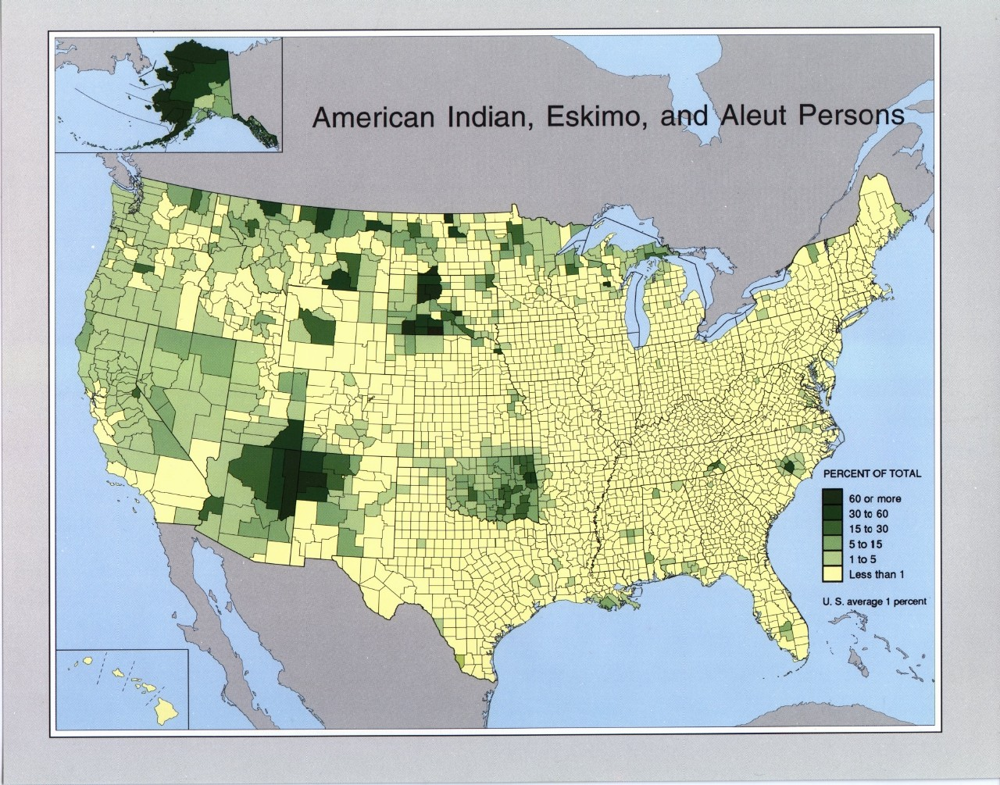 American Indian, Eskimo, and Aleut Persons
PERCENT OF TOTAL
60 or more
30 to 60
15 to 30
5 to 15
1 to 5
Less than 1
U. S. average 1 percent